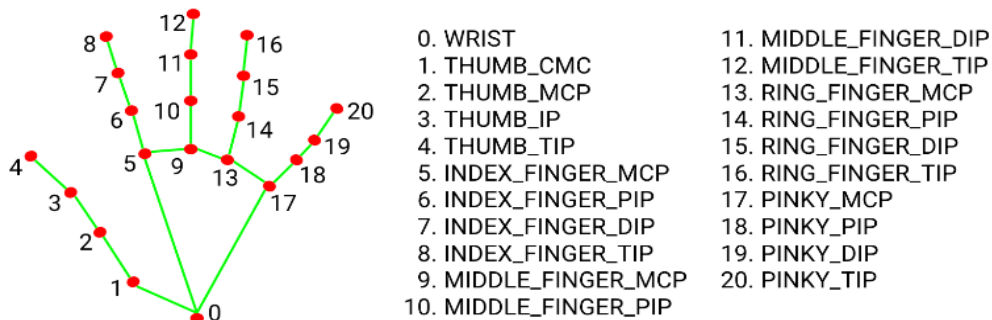 12
8
16
11
7
15
10
20
6
14
19
5
9
13
18
4
17
3
2
1
0
0. WRIST
1. THUMB_CMC
2. THUMB_MCP
3. THUMB_IP
4. THUMB_TIP
5. INDEX_FINGER_MCP
6. INDEX_FINGER_PIP
7. INDEX_FINGER_DIP
8. INDEX_FINGER_TIP
9. MIDDLE_FINGER_MCP
10. MIDDLE_FINGER_PIP
11. MIDDLE_FINGER_DIP
12. MIDDLE_FINGER_TIP
13. RING_FINGER_MCP
14. RING_FINGER_PIP
15. RING_FINGER_DIP
16. RING_FINGER_TIP
17. PINKY_MCP
18. PINKY_PIP
19. PINKY_DIP
20. PINKY_TIP